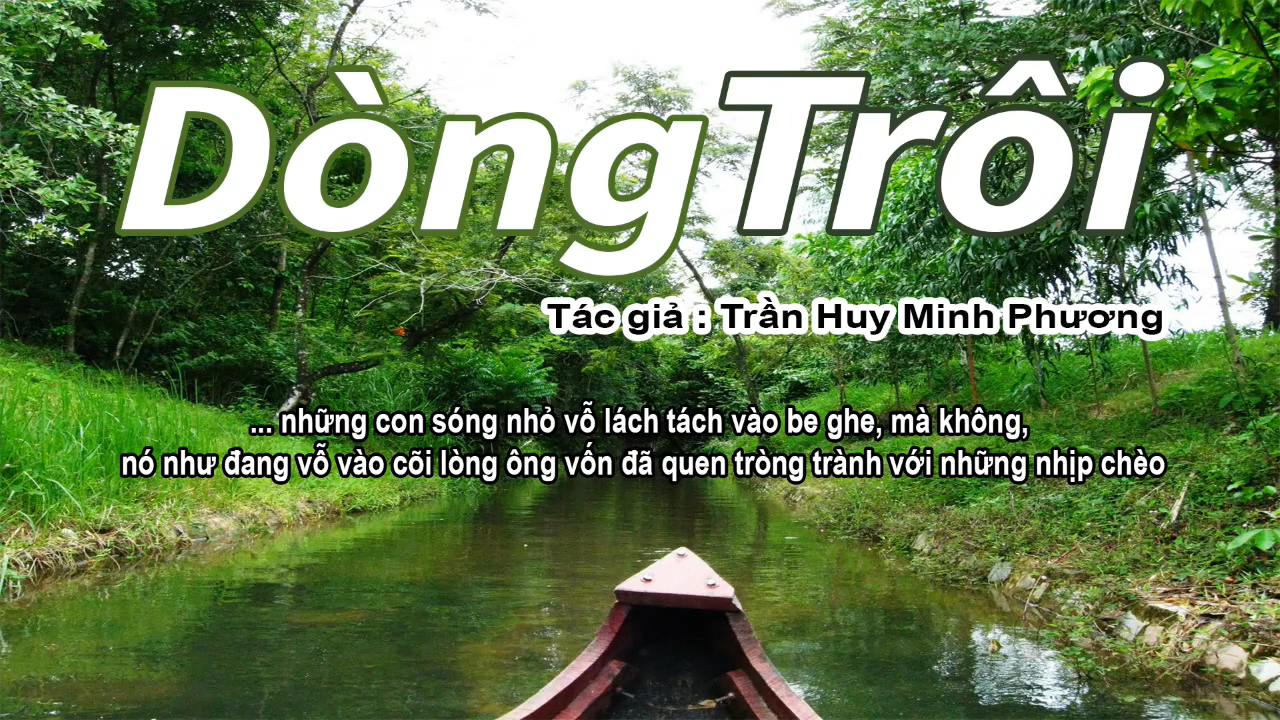 Dòng Trôi
Tác giả : Trần Huy Minh Phương
... những con sóng nhỏ vỗ lách tách vào be ghe, mà không,
nó như đang vỗ vào cõi lòng ông vốn đã quen tròng trành với những nhịp chèo